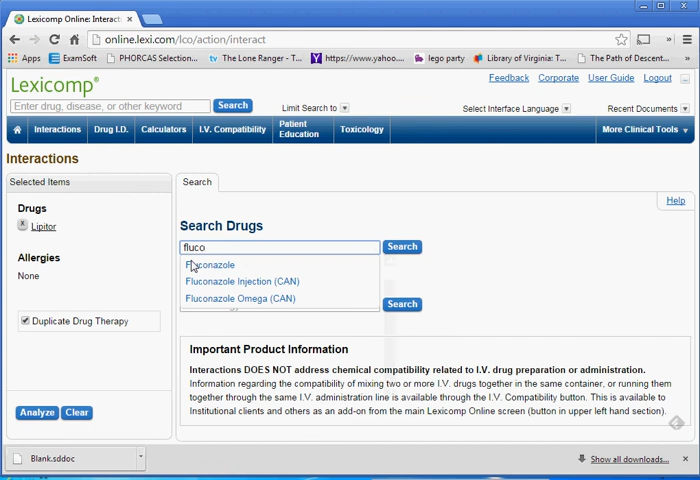 Lexicomp Online: Interact
online.lexi.com/lco/action/interact
Apps ExamSoft PHORCAS Selection tv The Lone Ranger - T... https://www.yahoo.... lego party Library of Virginia: T... The Path of Descent...
Feedback Corporate User Guide Logout
Lexicomp®
Enter drug, disease, or other keyword Search Limit Search to Select Interface Language Recent Documents
Interactions Drug I.D. Calculators I.V. Compatibility Patient Education Toxicology More Clinical Tools
Interactions
Selected Items
Search
Help
Drugs
x Lipitor
Allergies
None
Duplicate Drug Therapy
Analyze Clear
Search Drugs
fluco Search
Fluconazole
Fluconazole Injection (CAN)
Fluconazole Omega (CAN)
Search
Important Product Information
Interactions DOES NOT address chemical compatibility related to I.V. drug preparation or administration.
Information regarding the compatibility of mixing two or more I.V. drugs together in the same container, or running them
together through the same I.V. administration line is available through the I.V. Compatibility button. This is available to
Institutional clients and others as an add-on from the main Lexicomp Online screen (button in upper left hand section).
Blank.sddoc
Show all downloads...